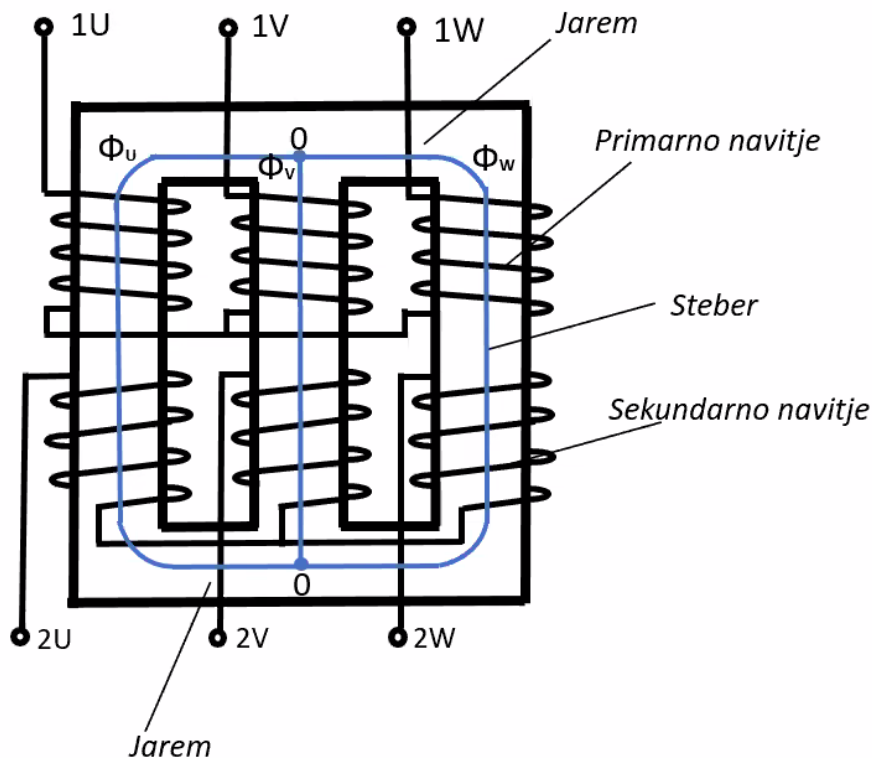 1U
1V
1W
Jarem
Φᵤ
0
Φᵥ
Φw
Primarno navitje
Steber
Sekundarno navitje
0
2U
2V
2W
Jarem